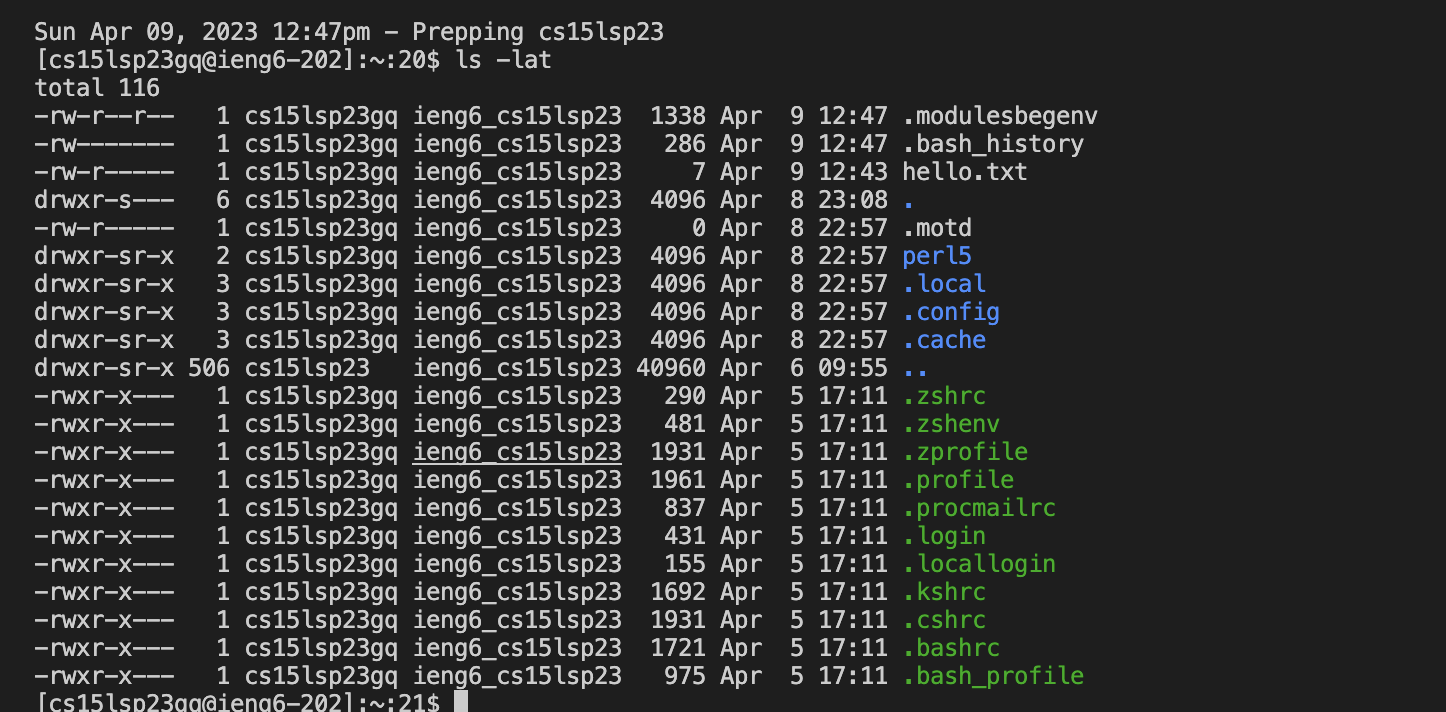 Sun Apr 09, 2023 12:47pm - Prepping cs15lsp23
[cs15lsp23gq@ieng6-202]:~:20$ ls -lat
total 116
-rw-r--r--   1 cs15lsp23gq ieng6_cs15lsp23  1338 Apr  9 12:47 .modulesbegenv
-rw-------   1 cs15lsp23gq ieng6_cs15lsp23   286 Apr  9 12:47 .bash_history
-rw-r-----   1 cs15lsp23gq ieng6_cs15lsp23     7 Apr  9 12:43 hello.txt
drwxr-s---   6 cs15lsp23gq ieng6_cs15lsp23  4096 Apr  8 23:08 .
-rw-r-----   1 cs15lsp23gq ieng6_cs15lsp23     0 Apr  8 22:57 .motd
drwxr-sr-x   2 cs15lsp23gq ieng6_cs15lsp23  4096 Apr  8 22:57 perl5
drwxr-sr-x   3 cs15lsp23gq ieng6_cs15lsp23  4096 Apr  8 22:57 .local
drwxr-sr-x   3 cs15lsp23gq ieng6_cs15lsp23  4096 Apr  8 22:57 .config
drwxr-sr-x   3 cs15lsp23gq ieng6_cs15lsp23  4096 Apr  8 22:57 .cache
drwxr-sr-x 506 cs15lsp23   ieng6_cs15lsp23 40960 Apr  6 09:55 ..
-rwxr-x---   1 cs15lsp23gq ieng6_cs15lsp23   290 Apr  5 17:11 .zshrc
-rwxr-x---   1 cs15lsp23gq ieng6_cs15lsp23   481 Apr  5 17:11 .zshenv
-rwxr-x---   1 cs15lsp23gq ieng6_cs15lsp23  1931 Apr  5 17:11 .zprofile
-rwxr-x---   1 cs15lsp23gq ieng6_cs15lsp23  1961 Apr  5 17:11 .profile
-rwxr-x---   1 cs15lsp23gq ieng6_cs15lsp23   837 Apr  5 17:11 .procmailrc
-rwxr-x---   1 cs15lsp23gq ieng6_cs15lsp23   431 Apr  5 17:11 .login
-rwxr-x---   1 cs15lsp23gq ieng6_cs15lsp23   155 Apr  5 17:11 .locallogin
-rwxr-x---   1 cs15lsp23gq ieng6_cs15lsp23  1692 Apr  5 17:11 .kshrc
-rwxr-x---   1 cs15lsp23gq ieng6_cs15lsp23  1931 Apr  5 17:11 .cshrc
-rwxr-x---   1 cs15lsp23gq ieng6_cs15lsp23  1721 Apr  5 17:11 .bashrc
-rwxr-x---   1 cs15lsp23gq ieng6_cs15lsp23   975 Apr  5 17:11 .bash_profile
[cs15lsp23gq@ieng6-202]:~:21$